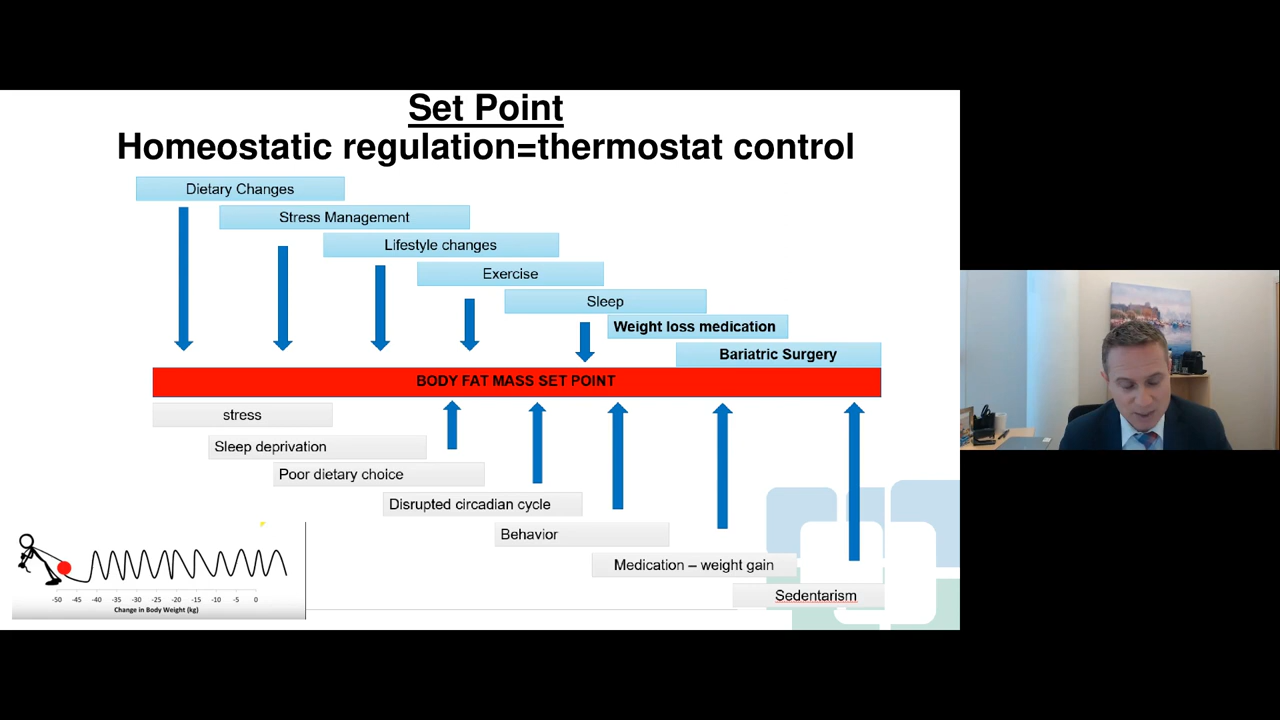 Set Point
Homeostatic regulation=thermostat control
Dietary Changes
Stress Management
Lifestyle changes
Exercise
Sleep
Weight loss medication
Bariatric Surgery
BODY FAT MASS SET POINT
stress
Sleep deprivation
Poor dietary choice
Disrupted circadian cycle
Behavior
Medication – weight gain
Sedentarism
-50 -45 -40 -35 -30 -25 -20 -15 -10 -5 0
Change in Body Weight (kg)